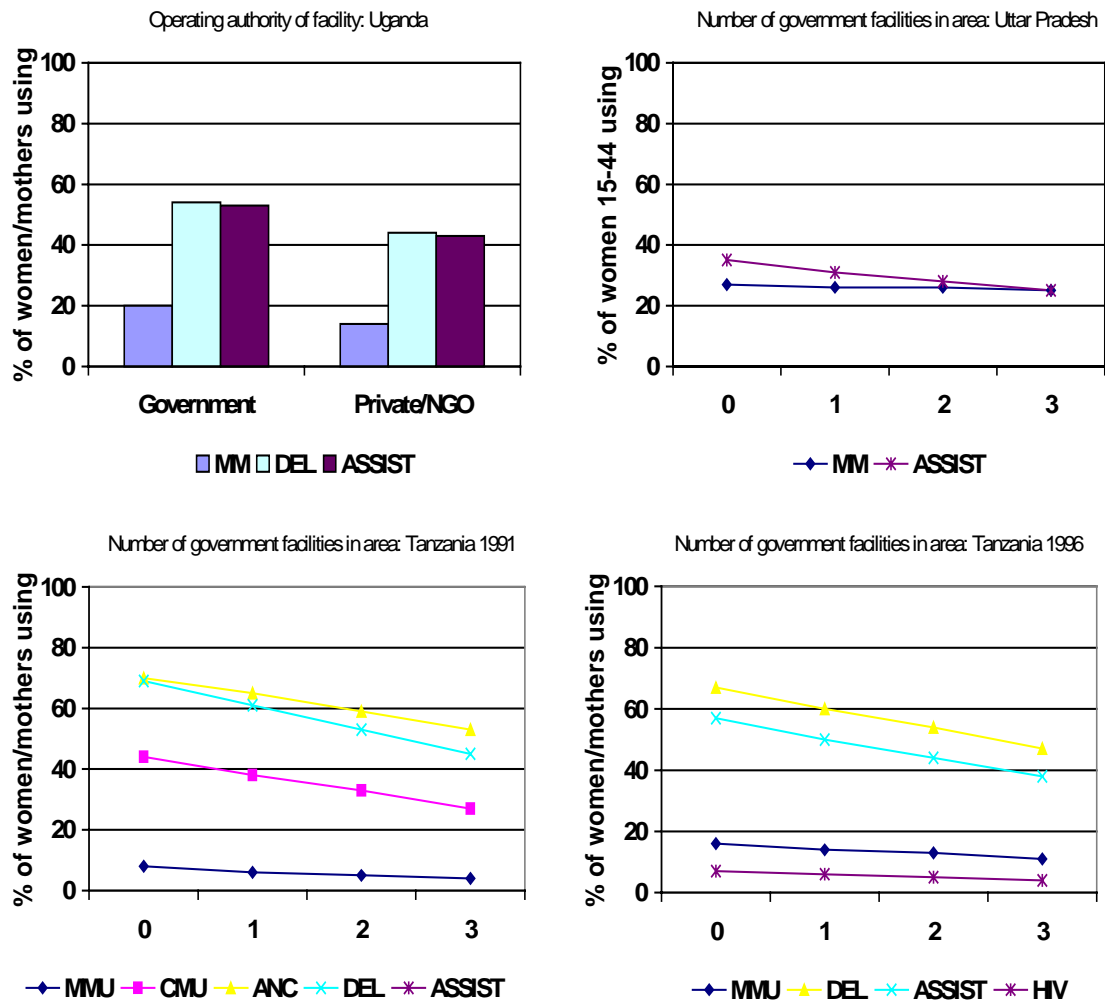 Operating authority of facility: Uganda
% of women/mothers using
100
80
60
40
20
0
Government Private/NGO
MM DEL ASSIST
Number of government facilities in area: Uttar Pradesh
% of women 15-44 using
100
80
60
40
20
0
0 1 2 3
MM ASSIST
Number of government facilities in area: Tanzania 1991
% of women/mothers using
100
80
60
40
20
0
0 1 2 3
MMU CMU ANC DEL ASSIST
Number of government facilities in area: Tanzania 1996
% of women/mothers using
100
80
60
40
20
0
0 1 2 3
MMU DEL ASSIST HIV